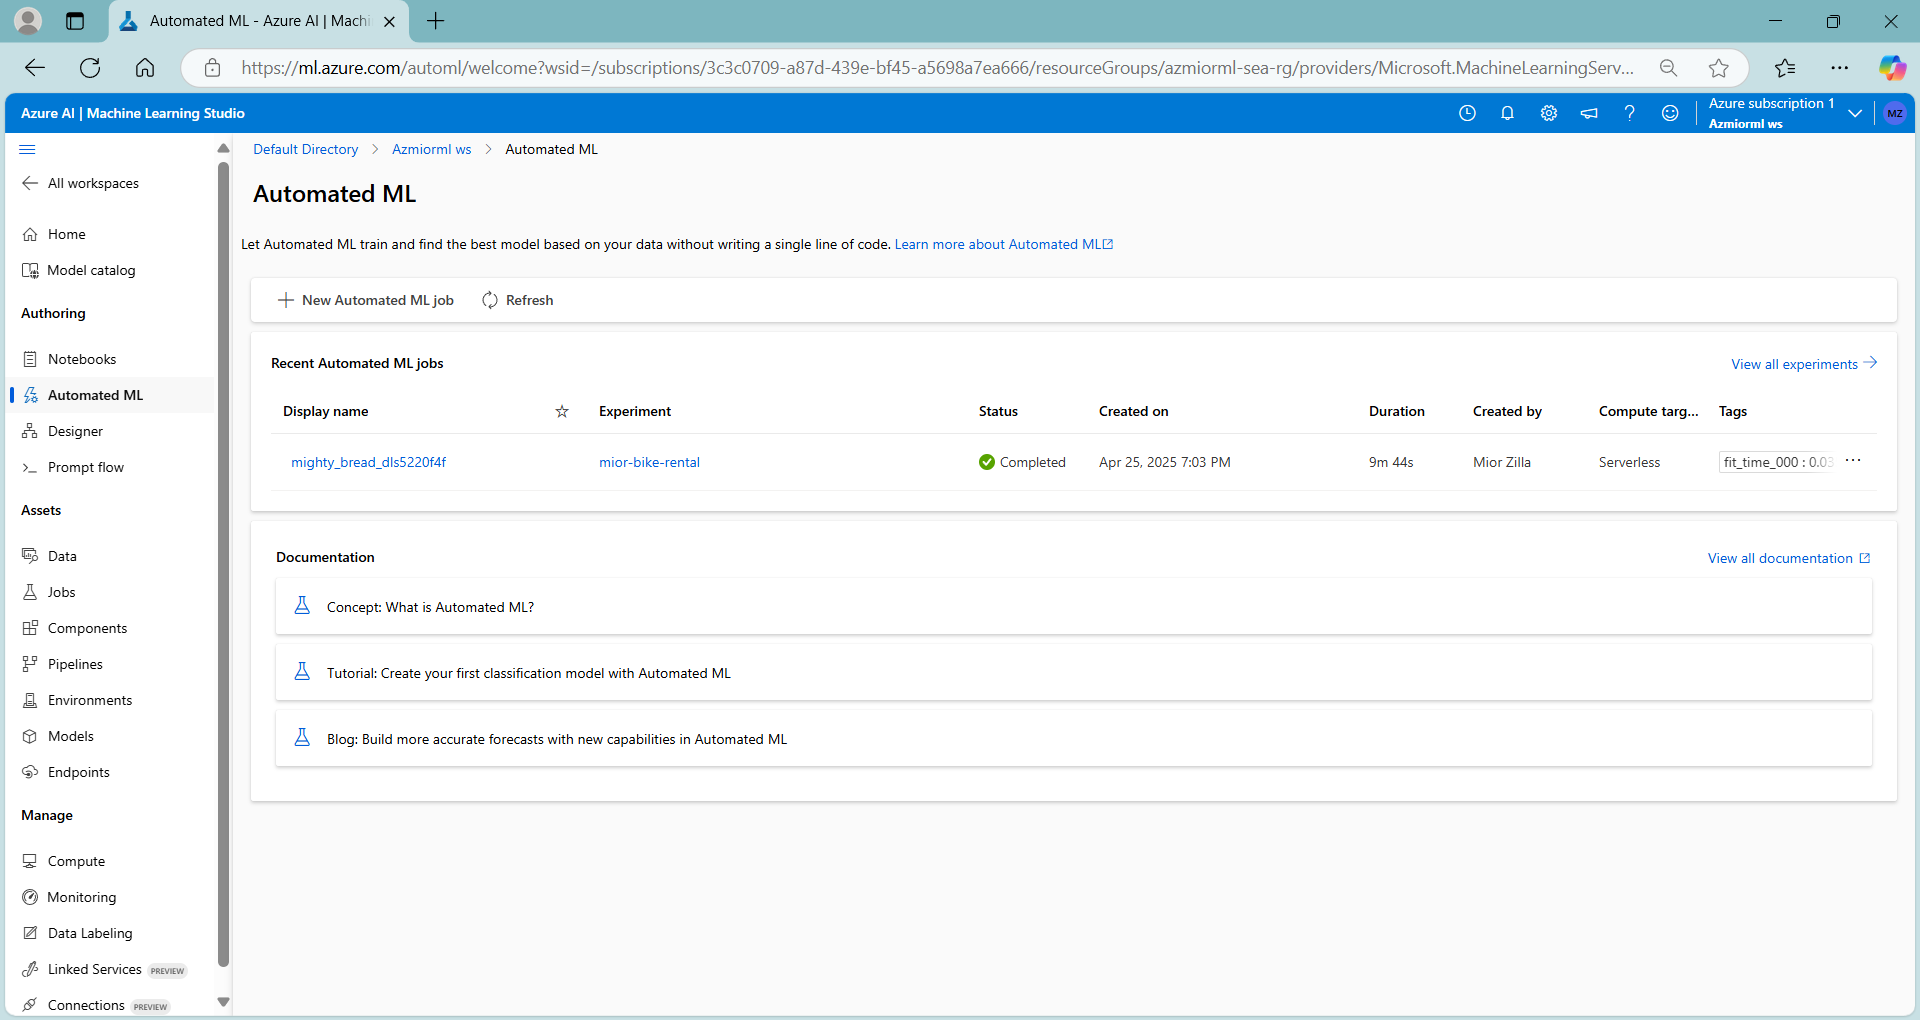 Automated ML - Azure AI | Machi
https://ml.azure.com/automl/welcome?wsid=/subscriptions/3c3c0709-a87d-439e-bf45-a5698a7ea666/resourceGroups/azmiorml-sea-rg/providers/Microsoft.MachineLearningServ...
Azure AI | Machine Learning Studio
Azure subscription 1
Azmiorml ws
MZ
All workspaces
Home
Model catalog
Authoring
Notebooks
Automated ML
Designer
Prompt flow
Assets
Data
Jobs
Components
Pipelines
Environments
Models
Endpoints
Manage
Compute
Monitoring
Data Labeling
Linked Services PREVIEW
Connections PREVIEW
Default Directory > Azmiorml ws > Automated ML
Automated ML
Let Automated ML train and find the best model based on your data without writing a single line of code. Learn more about Automated ML
New Automated ML job Refresh
Recent Automated ML jobs View all experiments
Display name Experiment Status Created on Duration Created by Compute targ... Tags
mighty_bread_dls5220f4f mior-bike-rental Completed Apr 25, 2025 7:03 PM 9m 44s Mior Zilla Serverless fit_time_000 : 0.03 ...
Documentation View all documentation
Concept: What is Automated ML?
Tutorial: Create your first classification model with Automated ML
Blog: Build more accurate forecasts with new capabilities in Automated ML